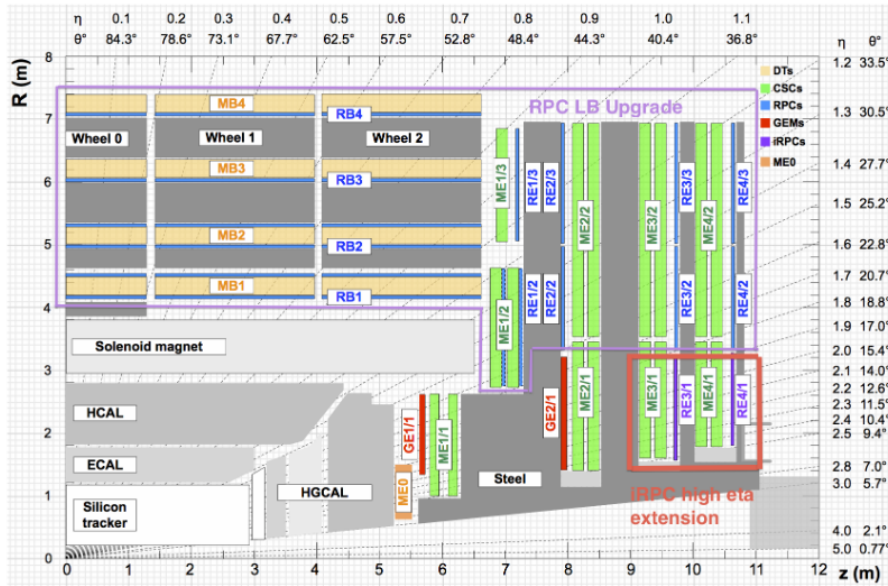 η 0.1 0.2 0.3 0.4 0.5 0.6 0.7 0.8 0.9 1.0 1.1
θ° 84.3° 78.6° 73.1° 67.7° 62.5° 57.5° 52.8° 48.4° 44.3° 40.4° 36.8° η θ°
R (m)
8
7
6
5
4
3
2
1
0
1.2 33.5°
1.3 30.5°
1.4 27.7°
1.5 25.2°
1.6 22.8°
1.7 20.7°
1.8 18.8°
1.9 17.0°
2.0 15.4°
2.1 14.0°
2.2 12.6°
2.3 11.5°
2.4 10.4°
2.5 9.4°
2.8 7.0°
3.0 5.7°
4.0 2.1°
5.0 0.77°
DTs
CSCs
RPCs
GEMs
iRPCs
ME0
RPC LB Upgrade
MB4
RB4
Wheel 0
Wheel 1
Wheel 2
MB3
RB3
MB2
RB2
MB1
RB1
ME1/3
RE1/3
RE2/3
ME2/2
ME3/2
RE3/3
ME4/2
RE4/3
ME1/2
RE1/2
RE2/2
RE3/2
RE4/2
Solenoid magnet
HCAL
ECAL
Silicon
tracker
HGCAL
ME0
GE1/1
ME1/1
Steel
GE2/1
ME2/1
ME3/1
RE3/1
ME4/1
RE4/1
iRPC high eta
extension
0 1 2 3 4 5 6 7 8 9 10 11 12
z (m)